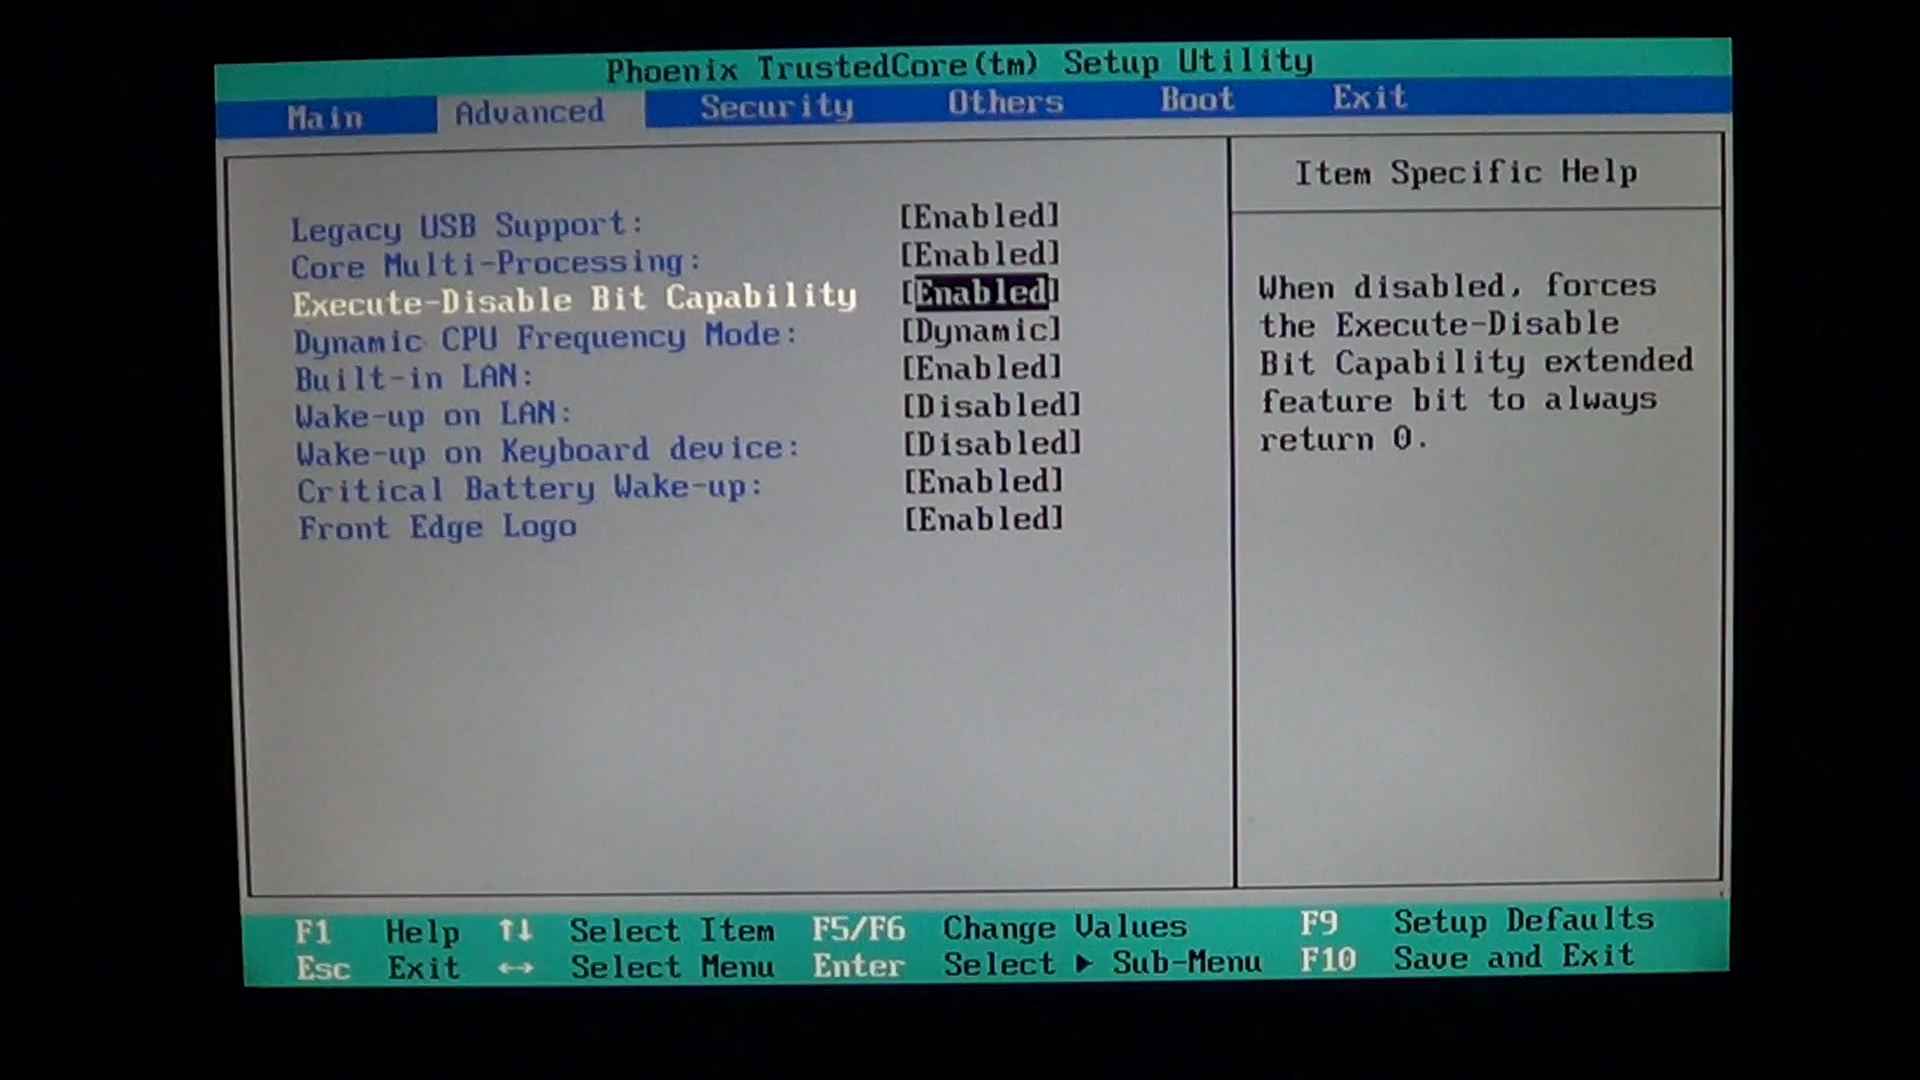 Phoenix TrustedCore(tm) Setup Utility
Main Advanced Security Others Boot Exit
Item Specific Help
Legacy USB Support: [Enabled]
Core Multi-Processing: [Enabled]
Execute-Disable Bit Capability [Enabled]
Dynamic CPU Frequency Mode: [Dynamic]
Built-in LAN: [Enabled]
Wake-up on LAN: [Disabled]
Wake-up on Keyboard device: [Disabled]
Critical Battery Wake-up: [Enabled]
Front Edge Logo [Enabled]
When disabled, forces
the Execute-Disable
Bit Capability extended
feature bit to always
return 0.
F1 Help ↑↓ Select Item F5/F6 Change Values F9 Setup Defaults
Esc Exit ↔ Select Menu Enter Select ▶ Sub-Menu F10 Save and Exit